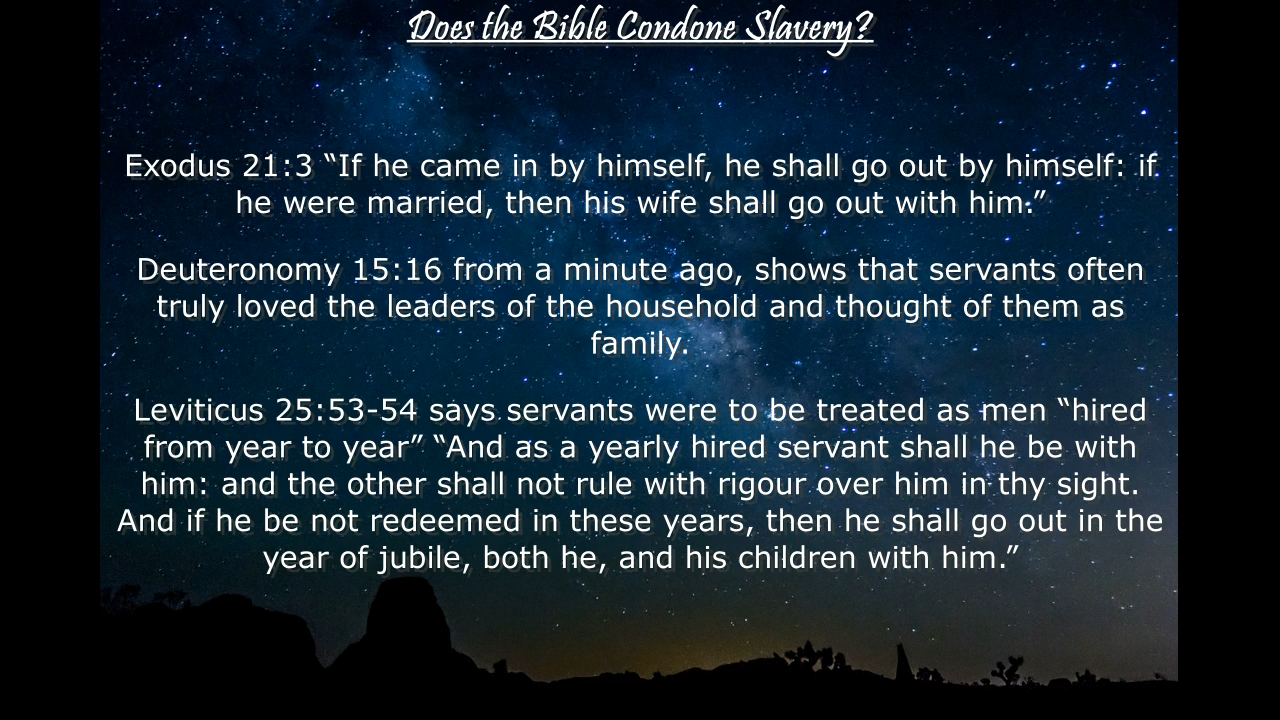 Does the Bible Condone Slavery?
Exodus 21:3 “If he came in by himself, he shall go out by himself: if
he were married, then his wife shall go out with him.”
Deuteronomy 15:16 from a minute ago, shows that servants often
truly loved the leaders of the household and thought of them as
family.
Leviticus 25:53-54 says servants were to be treated as men “hired
from year to year” “And as a yearly hired servant shall he be with
him: and the other shall not rule with rigour over him in thy sight.
And if he be not redeemed in these years, then he shall go out in the
year of jubile, both he, and his children with him.”